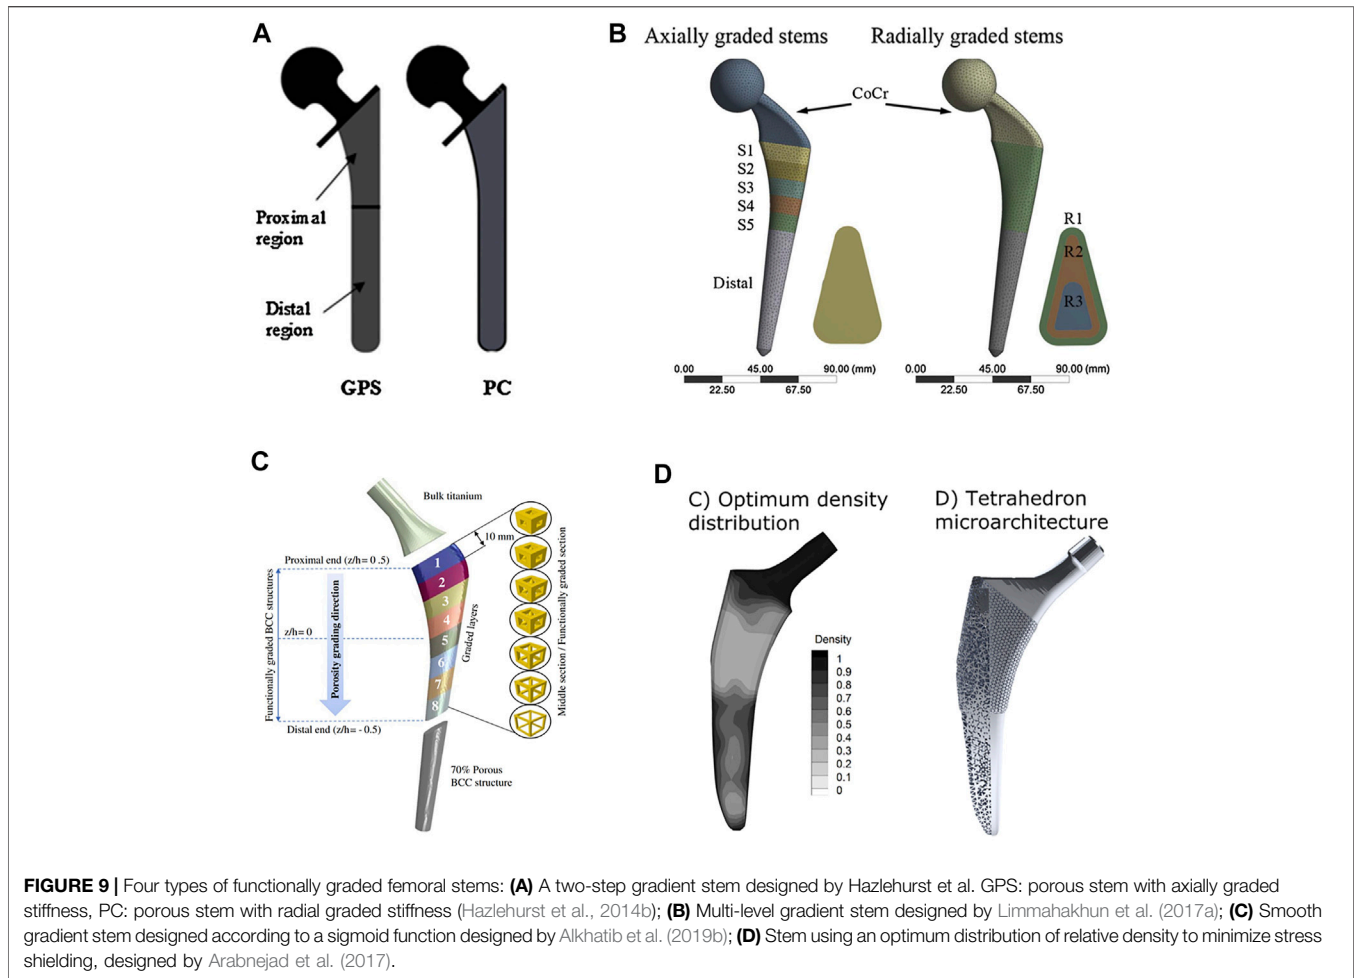 A
Proximal
region
Distal
region
GPS
PC
B
Axially graded stems
Radially graded stems
CoCr
S1
S2
S3
S4
S5
Distal
R1
R2
R3
0.00 45.00 90.00 (mm)
22.50 67.50
0.00 45.00 90.00 (mm)
22.50 67.50
C
Bulk titanium
10 mm
Proximal end (z/h= 0 .5)
z/h= 0
Distal end (z/h= - 0.5)
Functionally graded BCC structures
Porosity grading direction
1
2
3
4
5
6
7
8
Graded layers
Middle section / Functionally graded section
70% Porous
BCC structure
D
C) Optimum density
distribution
D) Tetrahedron
microarchitecture
Density
1
0.9
0.8
0.7
0.6
0.5
0.4
0.3
0.2
0.1
0
FIGURE 9 | Four types of functionally graded femoral stems: (A) A two-step gradient stem designed by Hazlehurst et al. GPS: porous stem with axially graded
stiffness, PC: porous stem with radial graded stiffness (Hazlehurst et al., 2014b); (B) Multi-level gradient stem designed by Limmahakhun et al. (2017a); (C) Smooth
gradient stem designed according to a sigmoid function designed by Alkhatib et al. (2019b); (D) Stem using an optimum distribution of relative density to minimize stress
shielding, designed by Arabnejad et al. (2017).